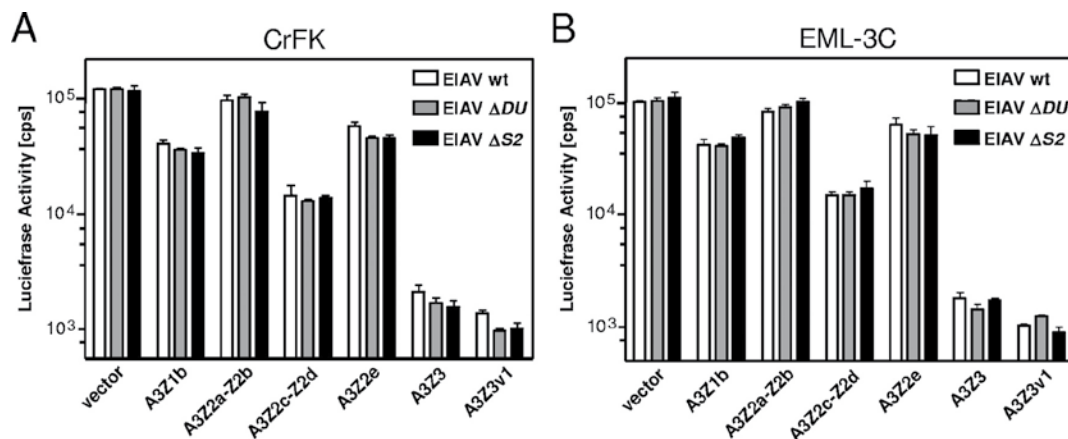 A
CrFK
Luciefrase Activity [cps]
10⁵
10⁴
10³
EIAV wt
EIAV ΔDU
EIAV ΔS2
vector
A3Z1b
A3Z2a-Z2b
A3Z2c-Z2d
A3Z2e
A3Z3
A3Z3v1
B
EML-3C
Luciefrase Activity [cps]
10⁵
10⁴
10³
EIAV wt
EIAV ΔDU
EIAV ΔS2
vector
A3Z1b
A3Z2a-Z2b
A3Z2c-Z2d
A3Z2e
A3Z3
A3Z3v1